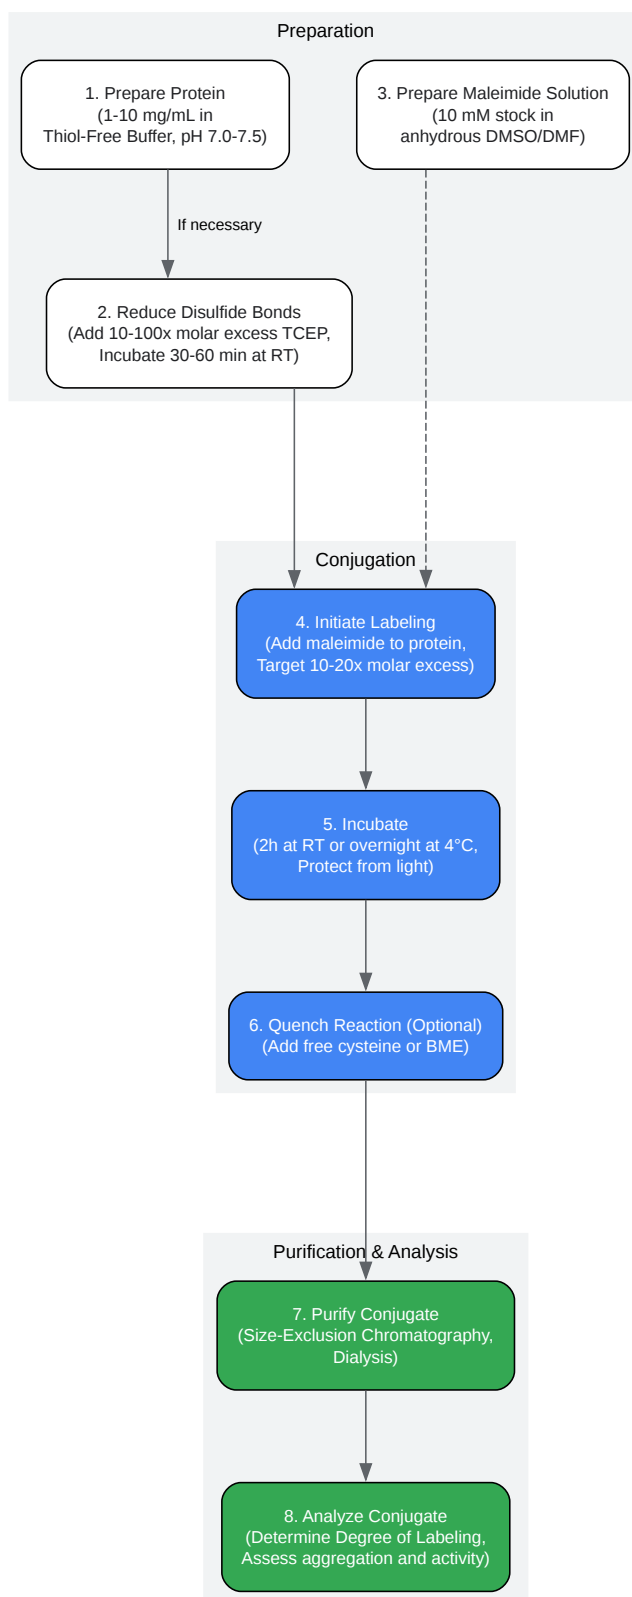 Preparation
1. Prepare Protein
(1-10 mg/mL in
Thiol-Free Buffer, pH 7.0-7.5)
3. Prepare Maleimide Solution
(10 mM stock in
anhydrous DMSO/DMF)
If necessary
2. Reduce Disulfide Bonds
(Add 10-100x molar excess TCEP,
Incubate 30-60 min at RT)
Conjugation
4. Initiate Labeling
(Add maleimide to protein,
Target 10-20x molar excess)
5. Incubate
(2h at RT or overnight at 4°C,
Protect from light)
6. Quench Reaction (Optional)
(Add free cysteine or BME)
Purification & Analysis
7. Purify Conjugate
(Size-Exclusion Chromatography,
Dialysis)
8. Analyze Conjugate
(Determine Degree of Labeling,
Assess aggregation and activity)